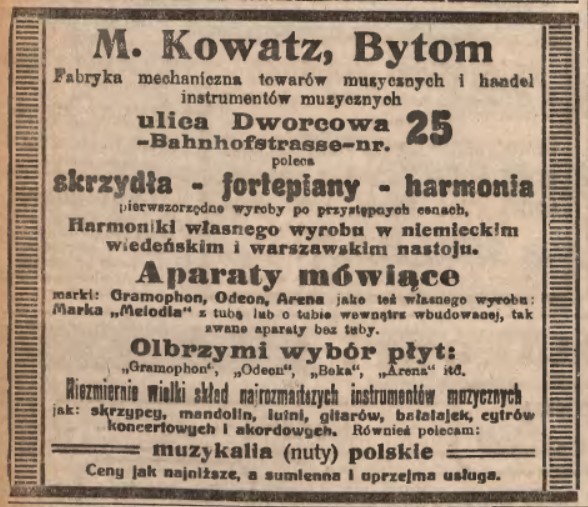 M. Kowatz, Bytom
Fabryka mechaniczna towarów muzycznych i handel
instrumentów muzycznych
ulica Dworcowa 25
-Bahnhofstrasse-nr.
poleca
skrzydła - fortepiany - harmonia
pierwszorzędne wyroby po przystępnych cenach,
Harmoniki własnego wyrobu w niemieckim
wiedeńskim i warszawskim nastoju.
Aparaty mówiące
marki: Gramophon, Odeon, Arena jako też własnego wyrobu:
Marka „Melodia“ z tubą lub o tubie wewnątrz wbudowanej, tak
zwane aparaty bez tuby.
Olbrzymi wybór płyt:
„Gramophon“, „Odeon“, „Beka“, „Arena“ itd.
Niezmiernie wielki skład najrozmaitszych instrumentów muzycznych
jak: skrzypcy, mandolin, lutni, gitarów, bałałajek, cytrów
koncertowych i akordowych. Również polecam:
muzykalia (nuty) polskie
Ceny jak najniższe, a sumienna i uprzejma usługa.